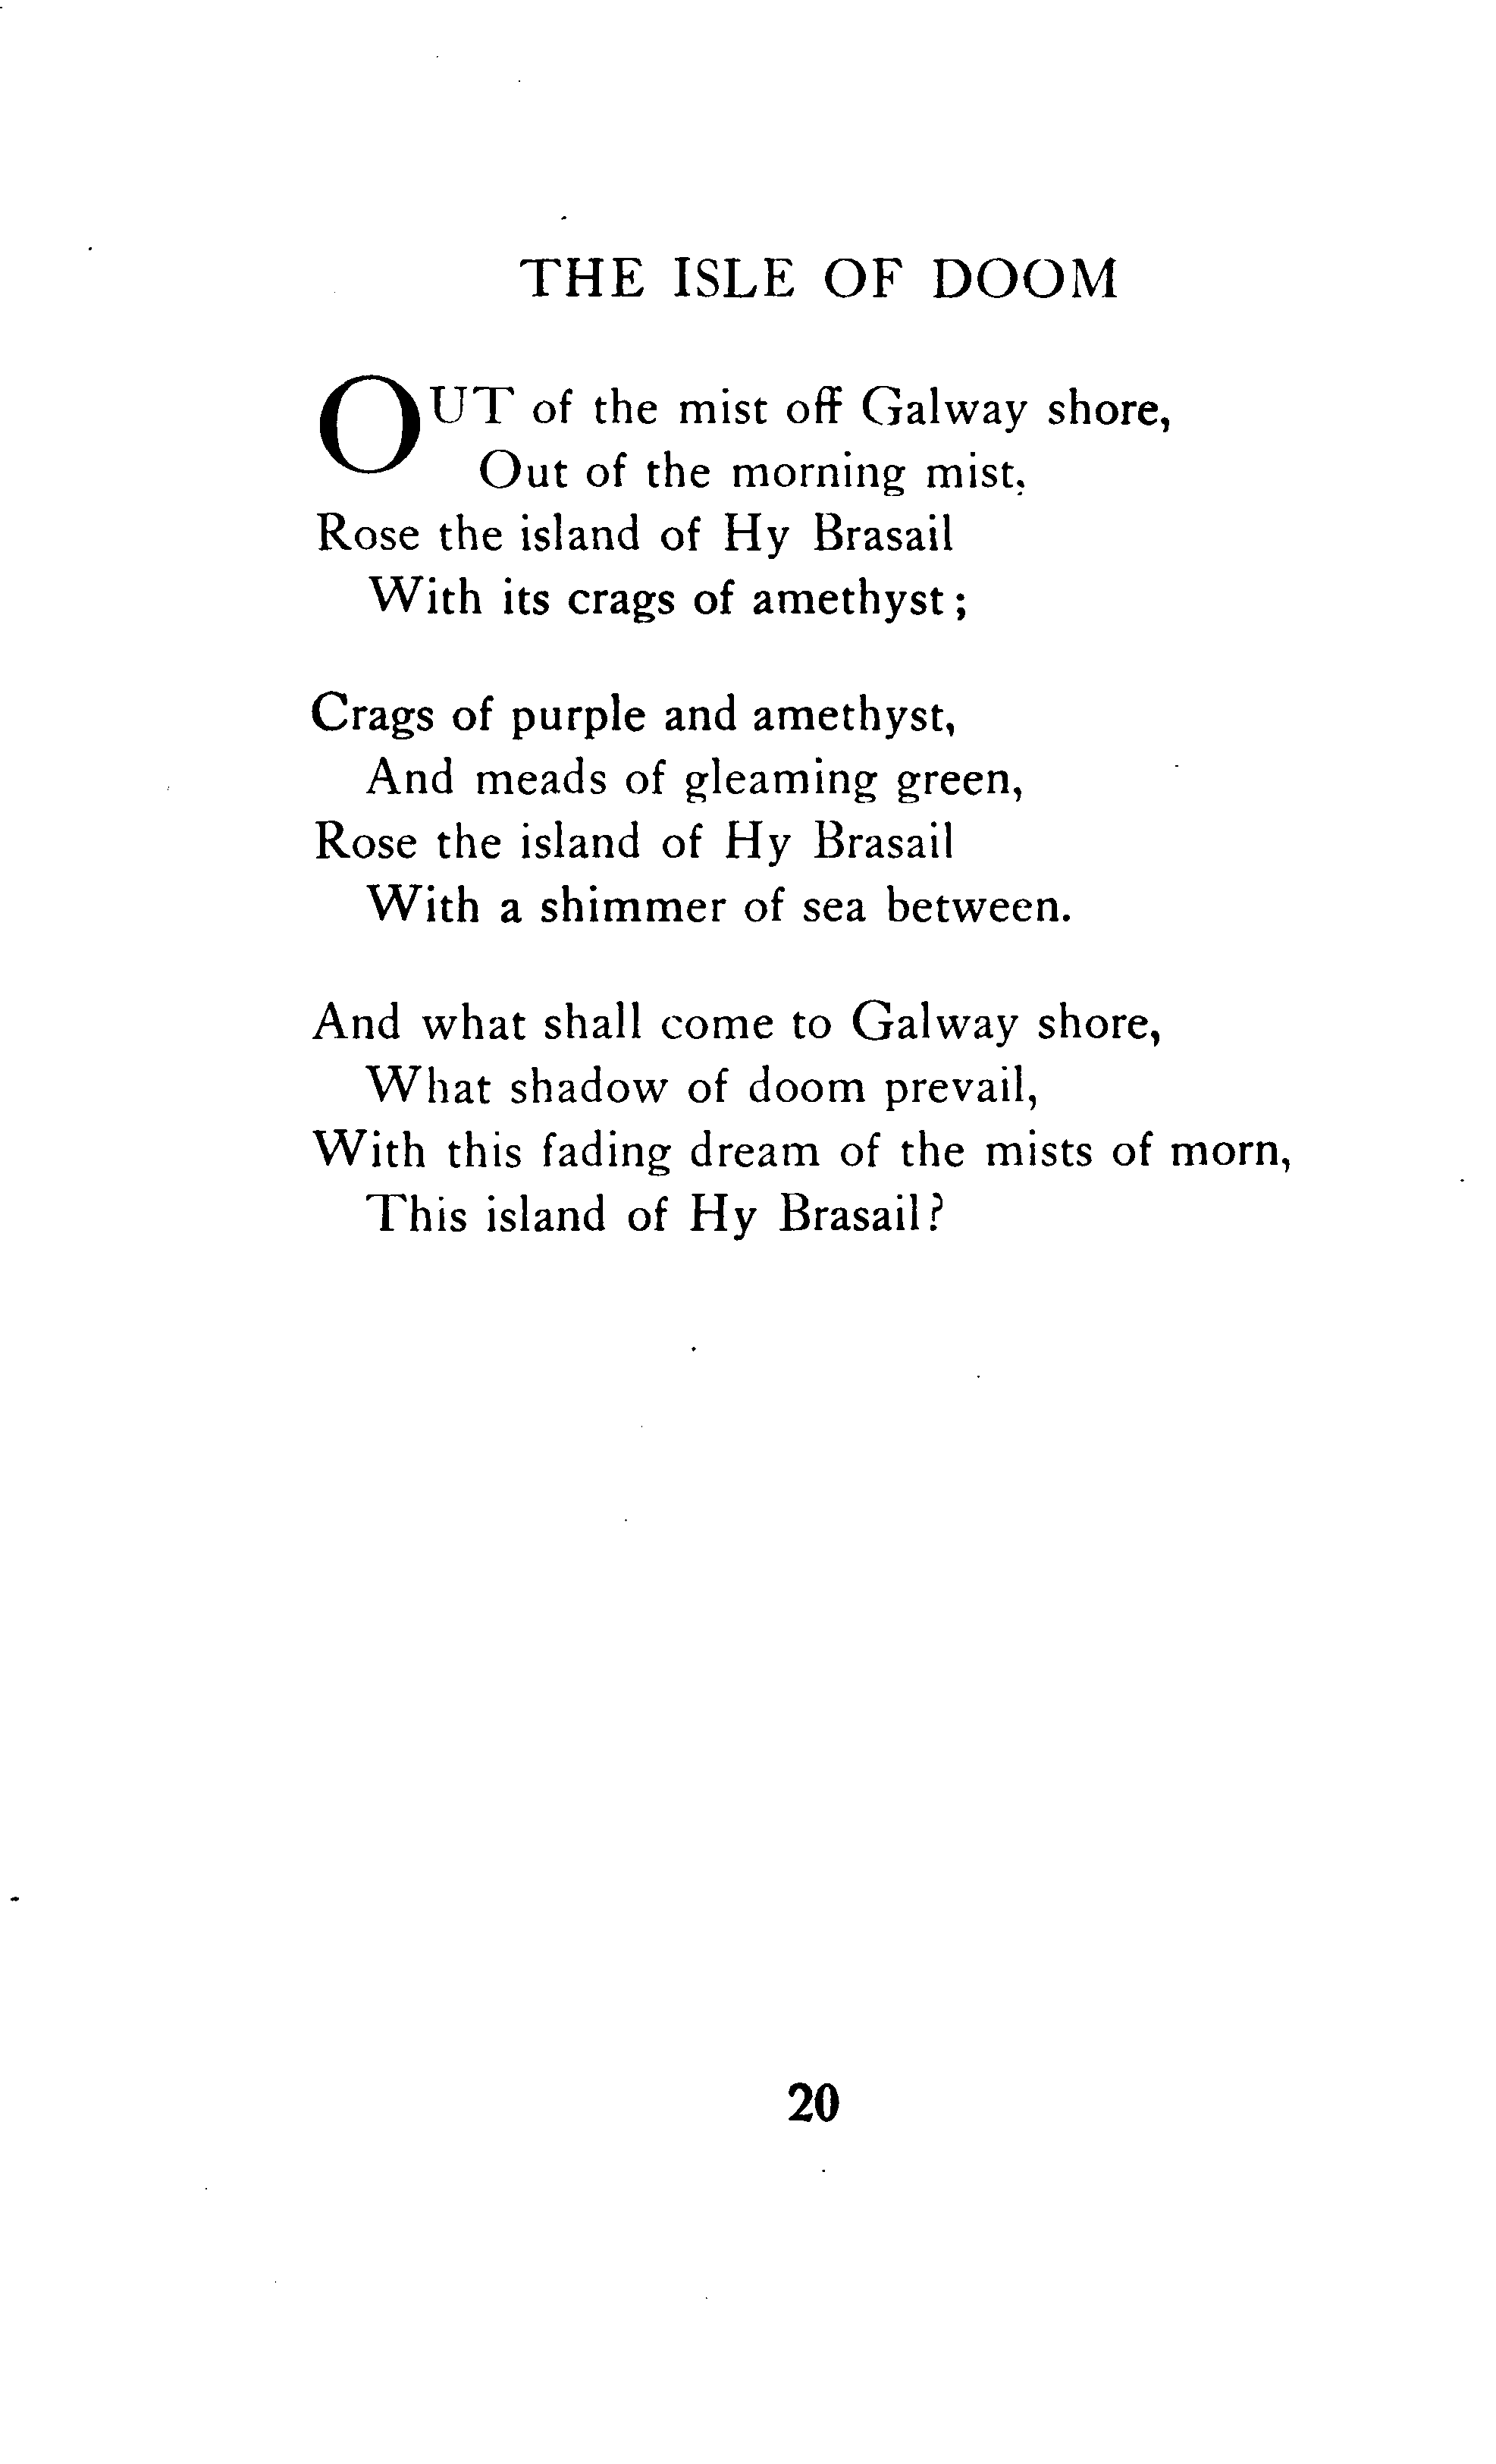 THE ISLE OF DOOM
OUT of the mist off Galway shore,
Out of the morning mist,
Rose the island of Hy Brasail
With its crags of amethyst;
Crags of purple and amethyst,
And meads of gleaming green,
Rose the island of Hy Brasail
With a shimmer of sea between.
And what shall come to Galway shore,
What shadow of doom prevail,
With this fading dream of the mists of morn,
This island of Hy Brasail?
20